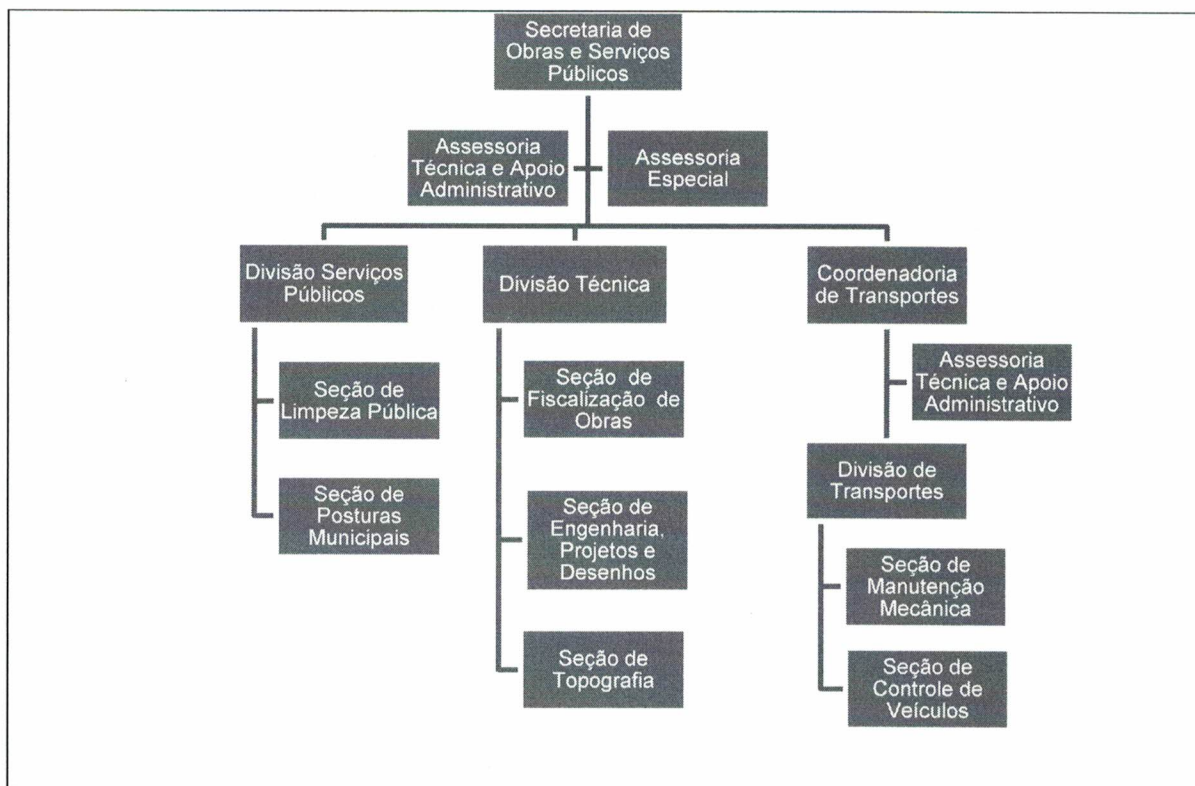 Secretaria de
Obras e Serviços
Públicos
Assessoria
Técnica e Apoio
Administrativo
Assessoria
Especial
Divisão Serviços
Públicos
Divisão Técnica
Coordenadoria
de Transportes
Seção de
Limpeza Pública
Seção de
Fiscalização de
Obras
Assessoria
Técnica e Apoio
Administrativo
Seção de
Posturas
Municipais
Seção de
Engenharia,
Projetos e
Desenhos
Divisão de
Transportes
Seção de
Topografia
Seção de
Manutenção
Mecânica
Seção de
Controle de
Veículos